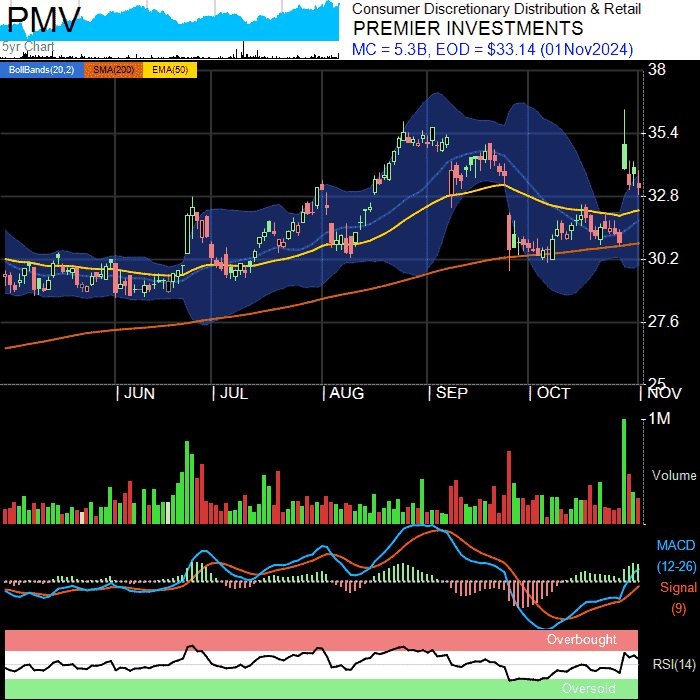 PMV
5yr Chart
Consumer Discretionary Distribution & Retail
PREMIER INVESTMENTS
MC = 5.3B, EOD = $33.14 (01Nov2024)
BollBands(20,2) SMA(200) EMA(50)
38
35.4
32.8
30.2
27.6
25
JUN JUL AUG SEP OCT NOV
1M
Volume
MACD
(12-26)
Signal
(9)
Overbought
RSI(14)
Oversold